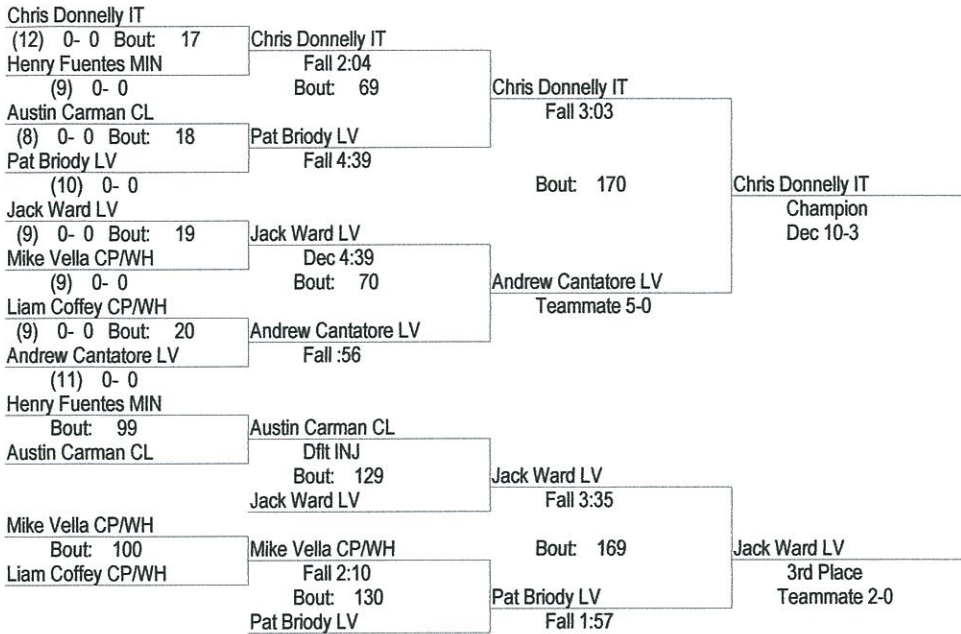 Chris Donnelly IT
(12) 0- 0 Bout: 17
Chris Donnelly IT
Henry Fuentes MIN
Fall 2:04
(9) 0- 0
Bout: 69
Chris Donnelly IT
Austin Carman CL
Fall 3:03
(8) 0- 0 Bout: 18
Pat Briody LV
Pat Briody LV
Fall 4:39
(10) 0- 0
Bout: 170
Chris Donnelly IT
Jack Ward LV
Champion
(9) 0- 0 Bout: 19
Jack Ward LV
Dec 10-3
Mike Vella CP/WH
Dec 4:39
(9) 0- 0
Bout: 70
Andrew Cantatore LV
Liam Coffey CP/WH
Teammate 5-0
(9) 0- 0 Bout: 20
Andrew Cantatore LV
Andrew Cantatore LV
Fall :56
(11) 0- 0
Henry Fuentes MIN
Bout: 99
Austin Carman CL
Austin Carman CL
Dflt INJ
Bout: 129
Jack Ward LV
Jack Ward LV
Fall 3:35
Mike Vella CP/WH
Bout: 100
Mike Vella CP/WH
Bout: 169
Jack Ward LV
Liam Coffey CP/WH
Fall 2:10
3rd Place
Bout: 130
Pat Briody LV
Teammate 2-0
Pat Briody LV
Fall 1:57